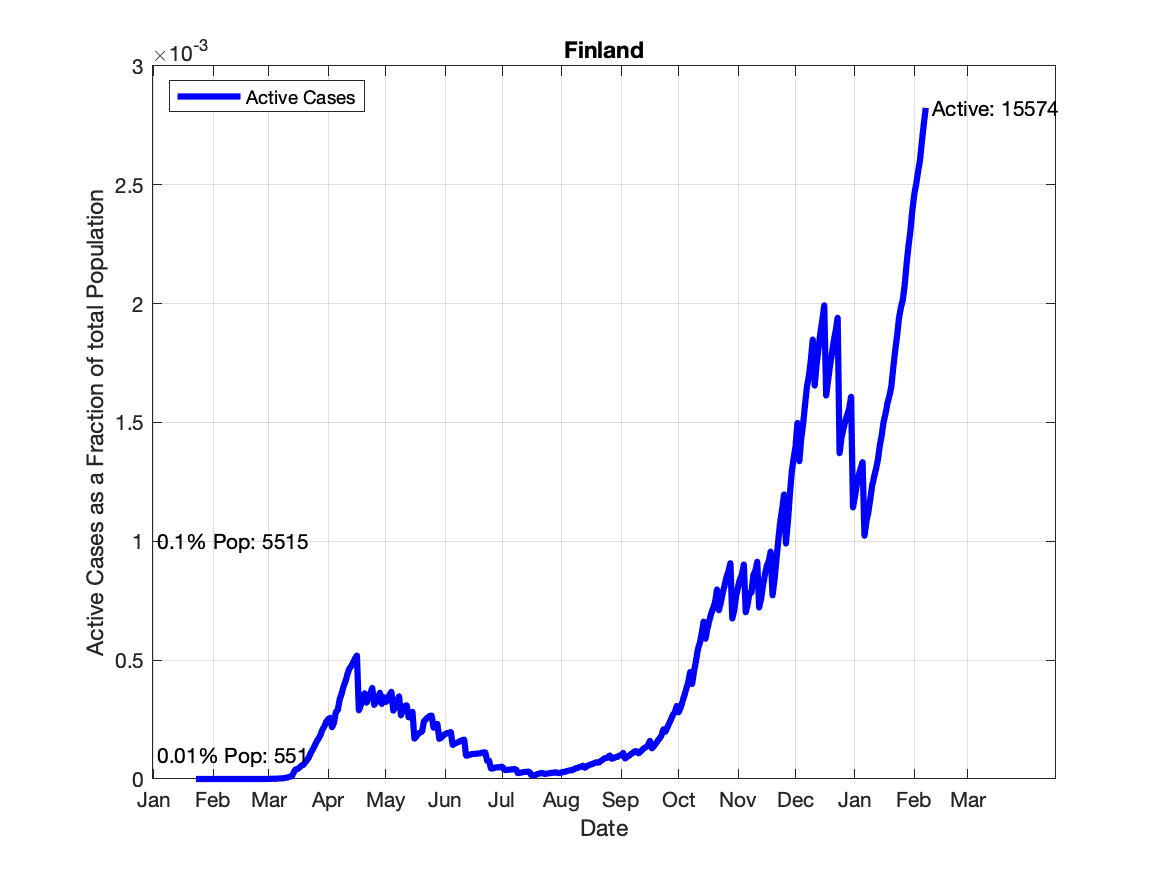 Finland
×10-3
3
Active Cases
Active: 15574
2.5
2
1.5
1
0.1% Pop: 5515
0.5
0.01% Pop: 551
0
Jan Feb Mar Apr May Jun Jul Aug Sep Oct Nov Dec Jan Feb Mar
Date
Active Cases as a Fraction of total Population